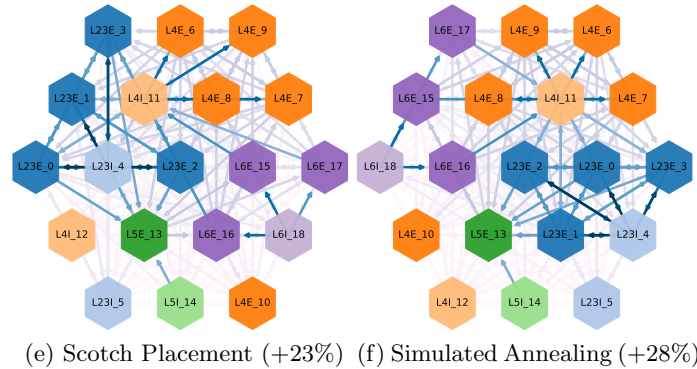 L23E_3 L4E_6 L4E_9 L6E_17 L4E_9 L4E_6
L23E_1 L4I_11 L4E_8 L4E_7 L6E_15 L4E_8 L4I_11 L4E_7
L23E_0 L23I_4 L23E_2 L6E_15 L6E_17 L6I_18 L6E_16 L23E_2 L23E_0 L23E_3
L4I_12 L5E_13 L6E_16 L6I_18 L4E_10 L5E_13 L23E_1 L23I_4
L23I_5 L5I_14 L4E_10 L4I_12 L5I_14 L23I_5
(e) Scotch Placement (+23%) (f) Simulated Annealing (+28%)